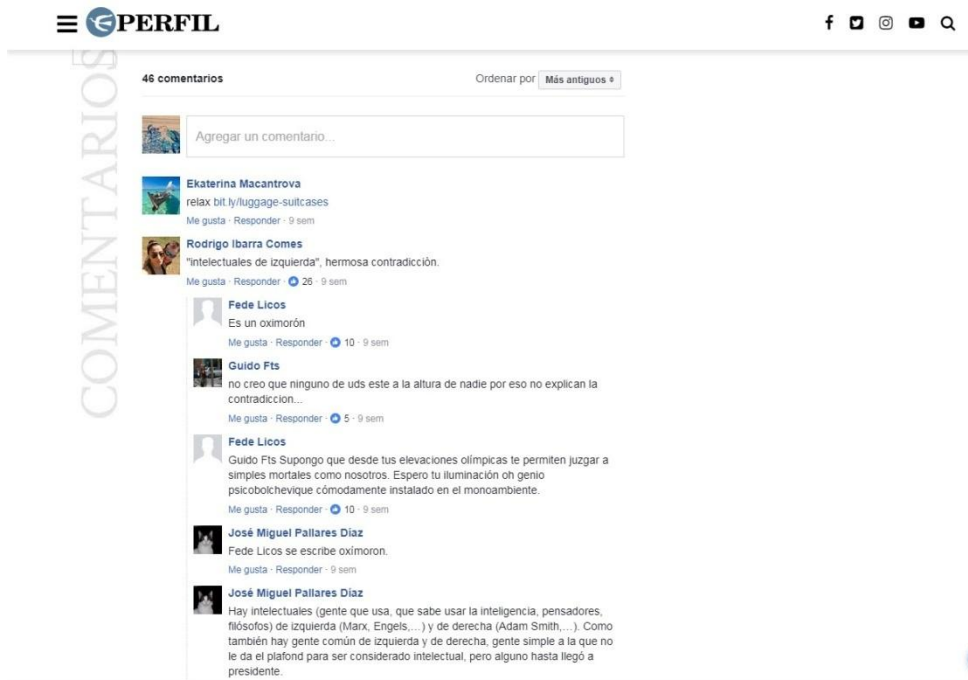 PERFIL
COMENTARIOS
46 comentarios
Ordenar por Más antiguos
Agregar un comentario...
Ekaterina Macantrova
relax bit.ly/luggage-suitcases
Me gusta · Responder · 9 sem
Rodrigo Ibarra Comes
"intelectuales de izquierda", hermosa contradicciòn.
Me gusta · Responder · 26 · 9 sem
Fede Licos
Es un oximorón
Me gusta · Responder · 10 · 9 sem
Guido Fts
no creo que ninguno de uds este a la altura de nadie por eso no explican la
contradiccion...
Me gusta · Responder · 5 · 9 sem
Fede Licos
Guido Fts Supongo que desde tus elevaciones olímpicas te permiten juzgar a
simples mortales como nosotros. Espero tu iluminación oh genio
psicobolchevique cómodamente instalado en el monoambiente.
Me gusta · Responder · 10 · 9 sem
José Miguel Pallares Díaz
Fede Licos se escribe oxímoron.
Me gusta · Responder · 9 sem
José Miguel Pallares Díaz
Hay intelectuales (gente que usa, que sabe usar la inteligencia, pensadores,
filósofos) de izquierda (Marx, Engels,...) y de derecha (Adam Smith,...). Como
también hay gente común de izquierda y de derecha, gente simple a la que no
le da el plafond para ser considerado intelectual, pero alguno hasta llegó a
presidente.